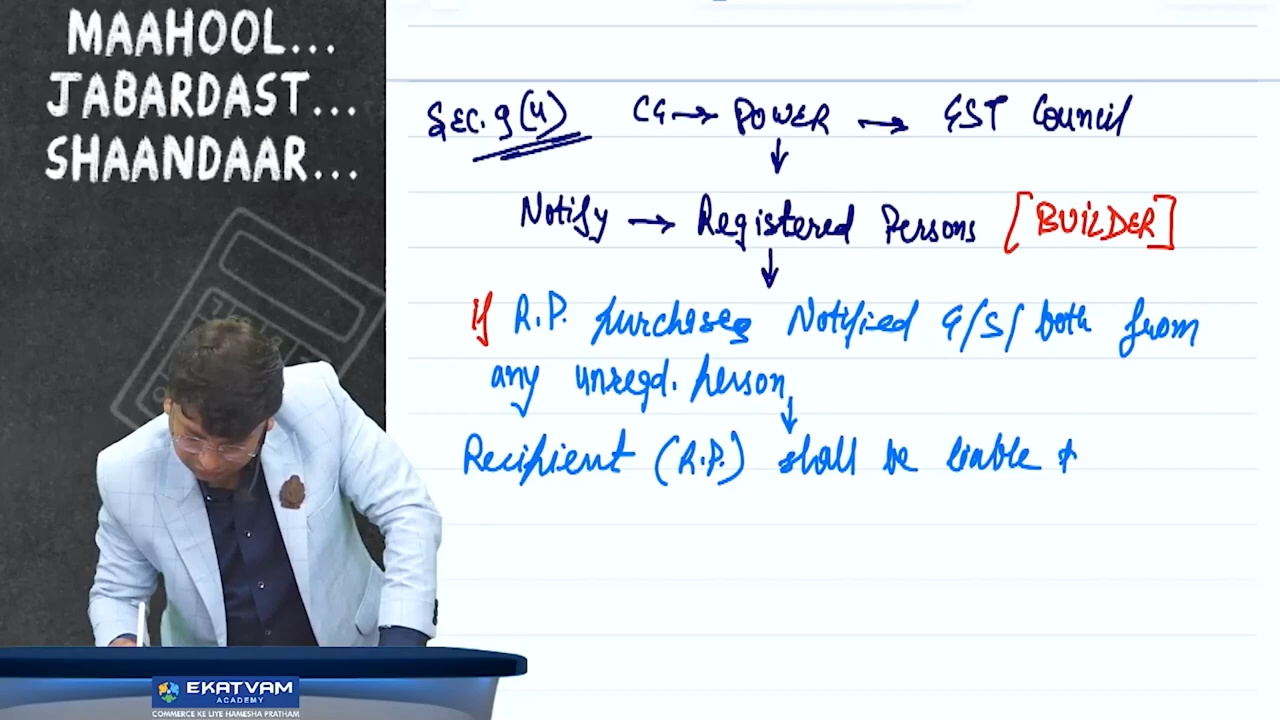 MAAHOOL...
JABARDAST...
SHAANDAAR...
SEC. 9(4) CG → POWER → GST Council
↓
Notify → Registered Persons [BUILDER]
↓
if R.P. purchases Notified G/S/both from
any unregd. person,
↓
Recipient (R.P.) shall be liable t
EKATVAM
ACADEMY
COMMERCE KE LIYE HAMESHA PRATHAM